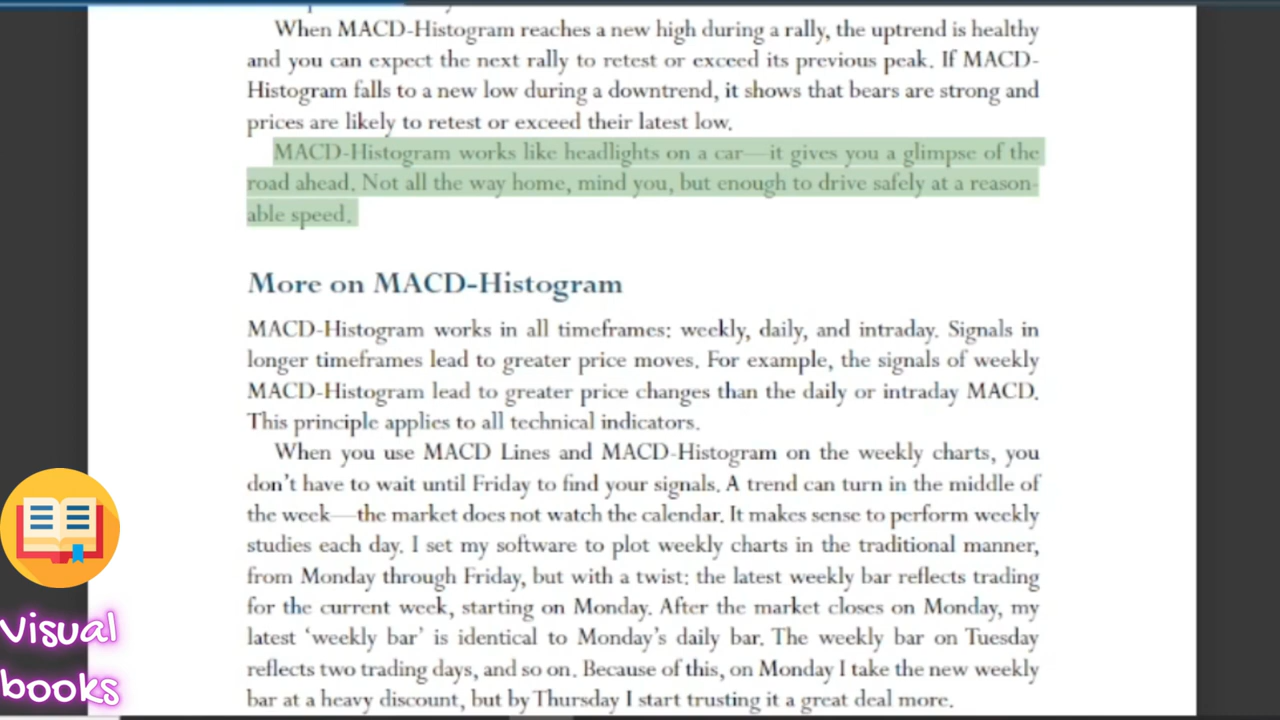 When MACD-Histogram reaches a new high during a rally, the uptrend is healthy
and you can expect the next rally to retest or exceed its previous peak. If MACD-
Histogram falls to a new low during a downtrend, it shows that bears are strong and
prices are likely to retest or exceed their latest low.
MACD-Histogram works like headlights on a car—it gives you a glimpse of the
road ahead. Not all the way home, mind you, but enough to drive safely at a reason-
able speed.
More on MACD-Histogram
MACD-Histogram works in all timeframes: weekly, daily, and intraday. Signals in
longer timeframes lead to greater price moves. For example, the signals of weekly
MACD-Histogram lead to greater price changes than the daily or intraday MACD.
This principle applies to all technical indicators.
When you use MACD Lines and MACD-Histogram on the weekly charts, you
don't have to wait until Friday to find your signals. A trend can turn in the middle of
the week—the market does not watch the calendar. It makes sense to perform weekly
studies each day. I set my software to plot weekly charts in the traditional manner,
from Monday through Friday, but with a twist: the latest weekly bar reflects trading
for the current week, starting on Monday. After the market closes on Monday, my
latest 'weekly bar' is identical to Monday's daily bar. The weekly bar on Tuesday
reflects two trading days, and so on. Because of this, on Monday I take the new weekly
bar at a heavy discount, but by Thursday I start trusting it a great deal more.
Visual
books